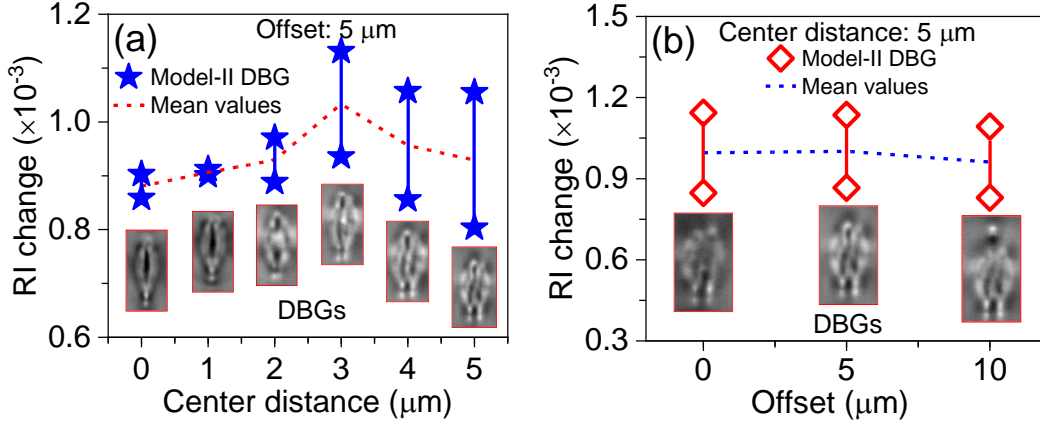 (a)
Offset: 5 μm
Model-II DBG
Mean values
DBGs
RI change (×10⁻³)
1.2
1.0
0.8
0.6
0 1 2 3 4 5
Center distance (μm)
(b)
Center distance: 5 μm
Model-II DBG
Mean values
DBGs
RI change (×10⁻³)
1.5
1.2
0.9
0.6
0.3
0 5 10
Offset (μm)